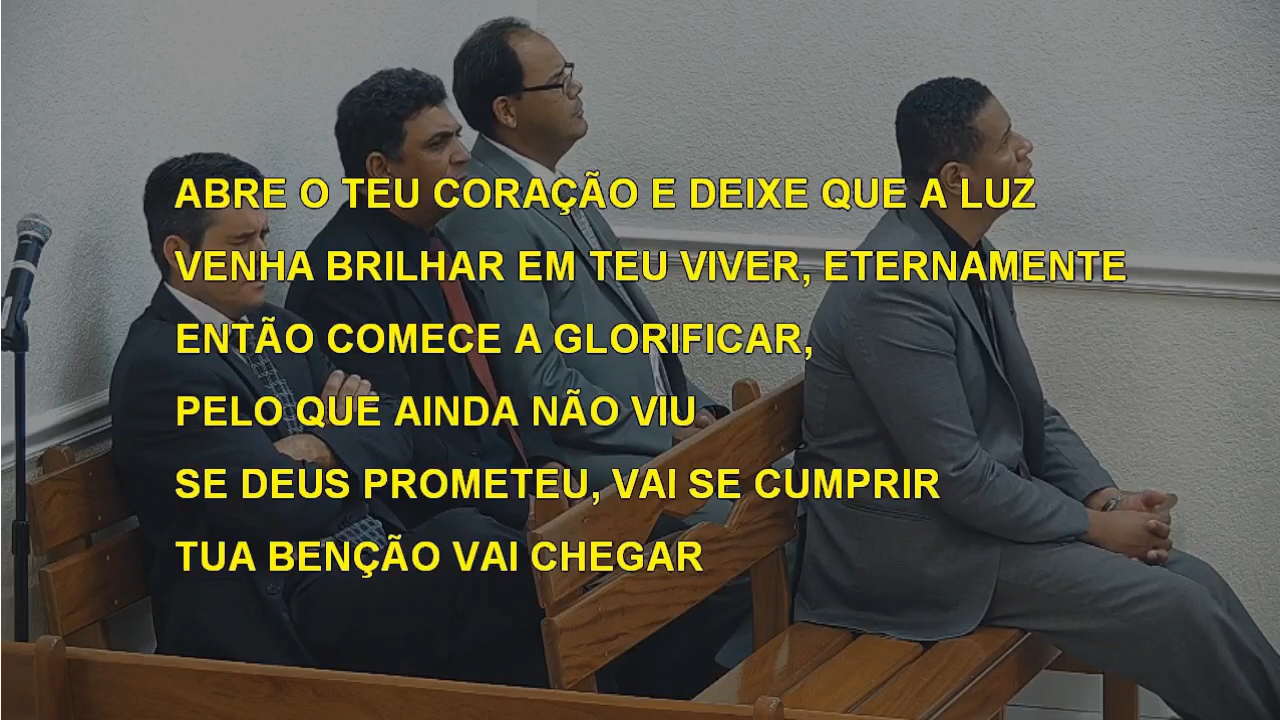 ABRE O TEU CORAÇÃO E DEIXE QUE A LUZ
VENHA BRILHAR EM TEU VIVER, ETERNAMENTE
ENTÃO COMECE A GLORIFICAR,
PELO QUE AINDA NÃO VIU
SE DEUS PROMETEU, VAI SE CUMPRIR
TUA BENÇÃO VAI CHEGAR